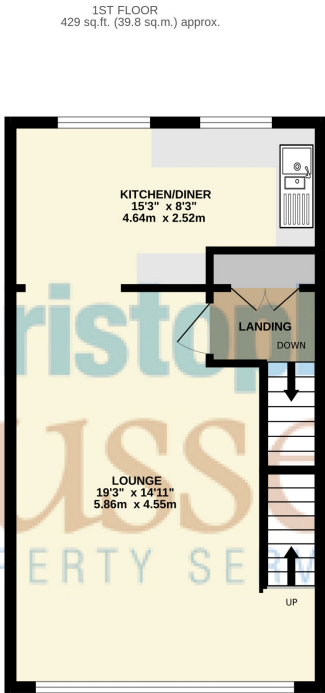 1ST FLOOR
429 sq.ft. (39.8 sq.m.) approx.
KITCHEN/DINER
15'3" x 8'3"
4.64m x 2.52m
LANDING
DOWN
LOUNGE
19'3" x 14'11"
5.86m x 4.55m
UP